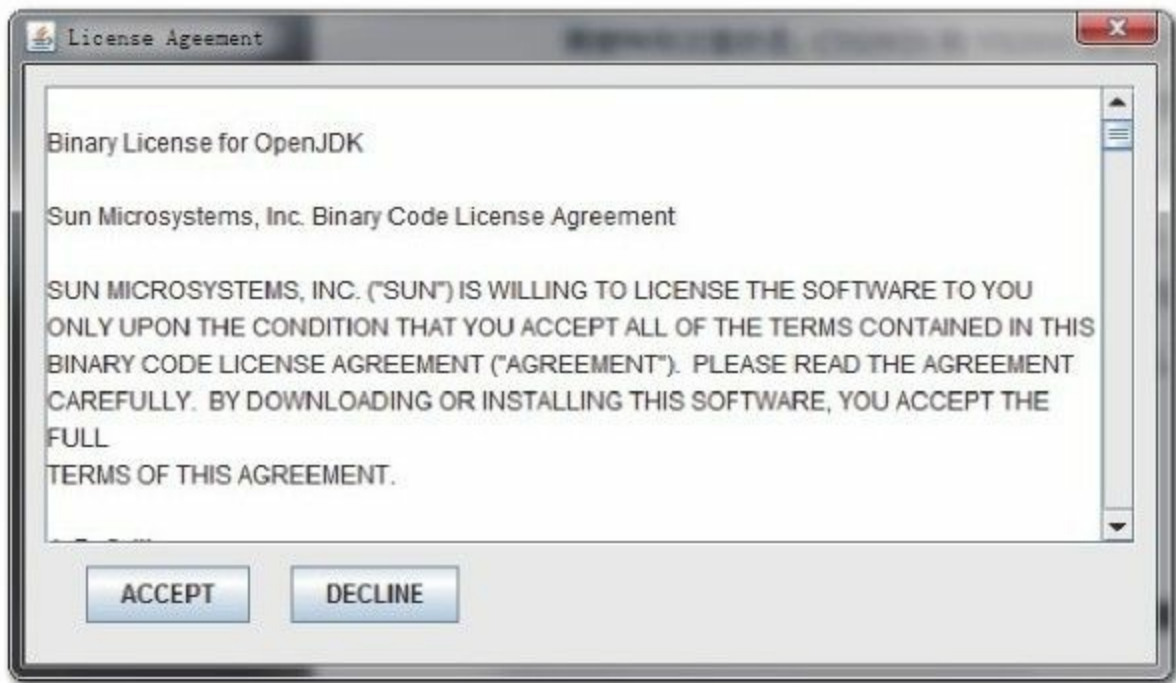 License Ageement
Binary License for OpenJDK
Sun Microsystems, Inc. Binary Code License Agreement
SUN MICROSYSTEMS, INC. ("SUN") IS WILLING TO LICENSE THE SOFTWARE TO YOU
ONLY UPON THE CONDITION THAT YOU ACCEPT ALL OF THE TERMS CONTAINED IN THIS
BINARY CODE LICENSE AGREEMENT ("AGREEMENT").  PLEASE READ THE AGREEMENT
CAREFULLY.  BY DOWNLOADING OR INSTALLING THIS SOFTWARE, YOU ACCEPT THE
FULL
TERMS OF THIS AGREEMENT.
ACCEPT DECLINE